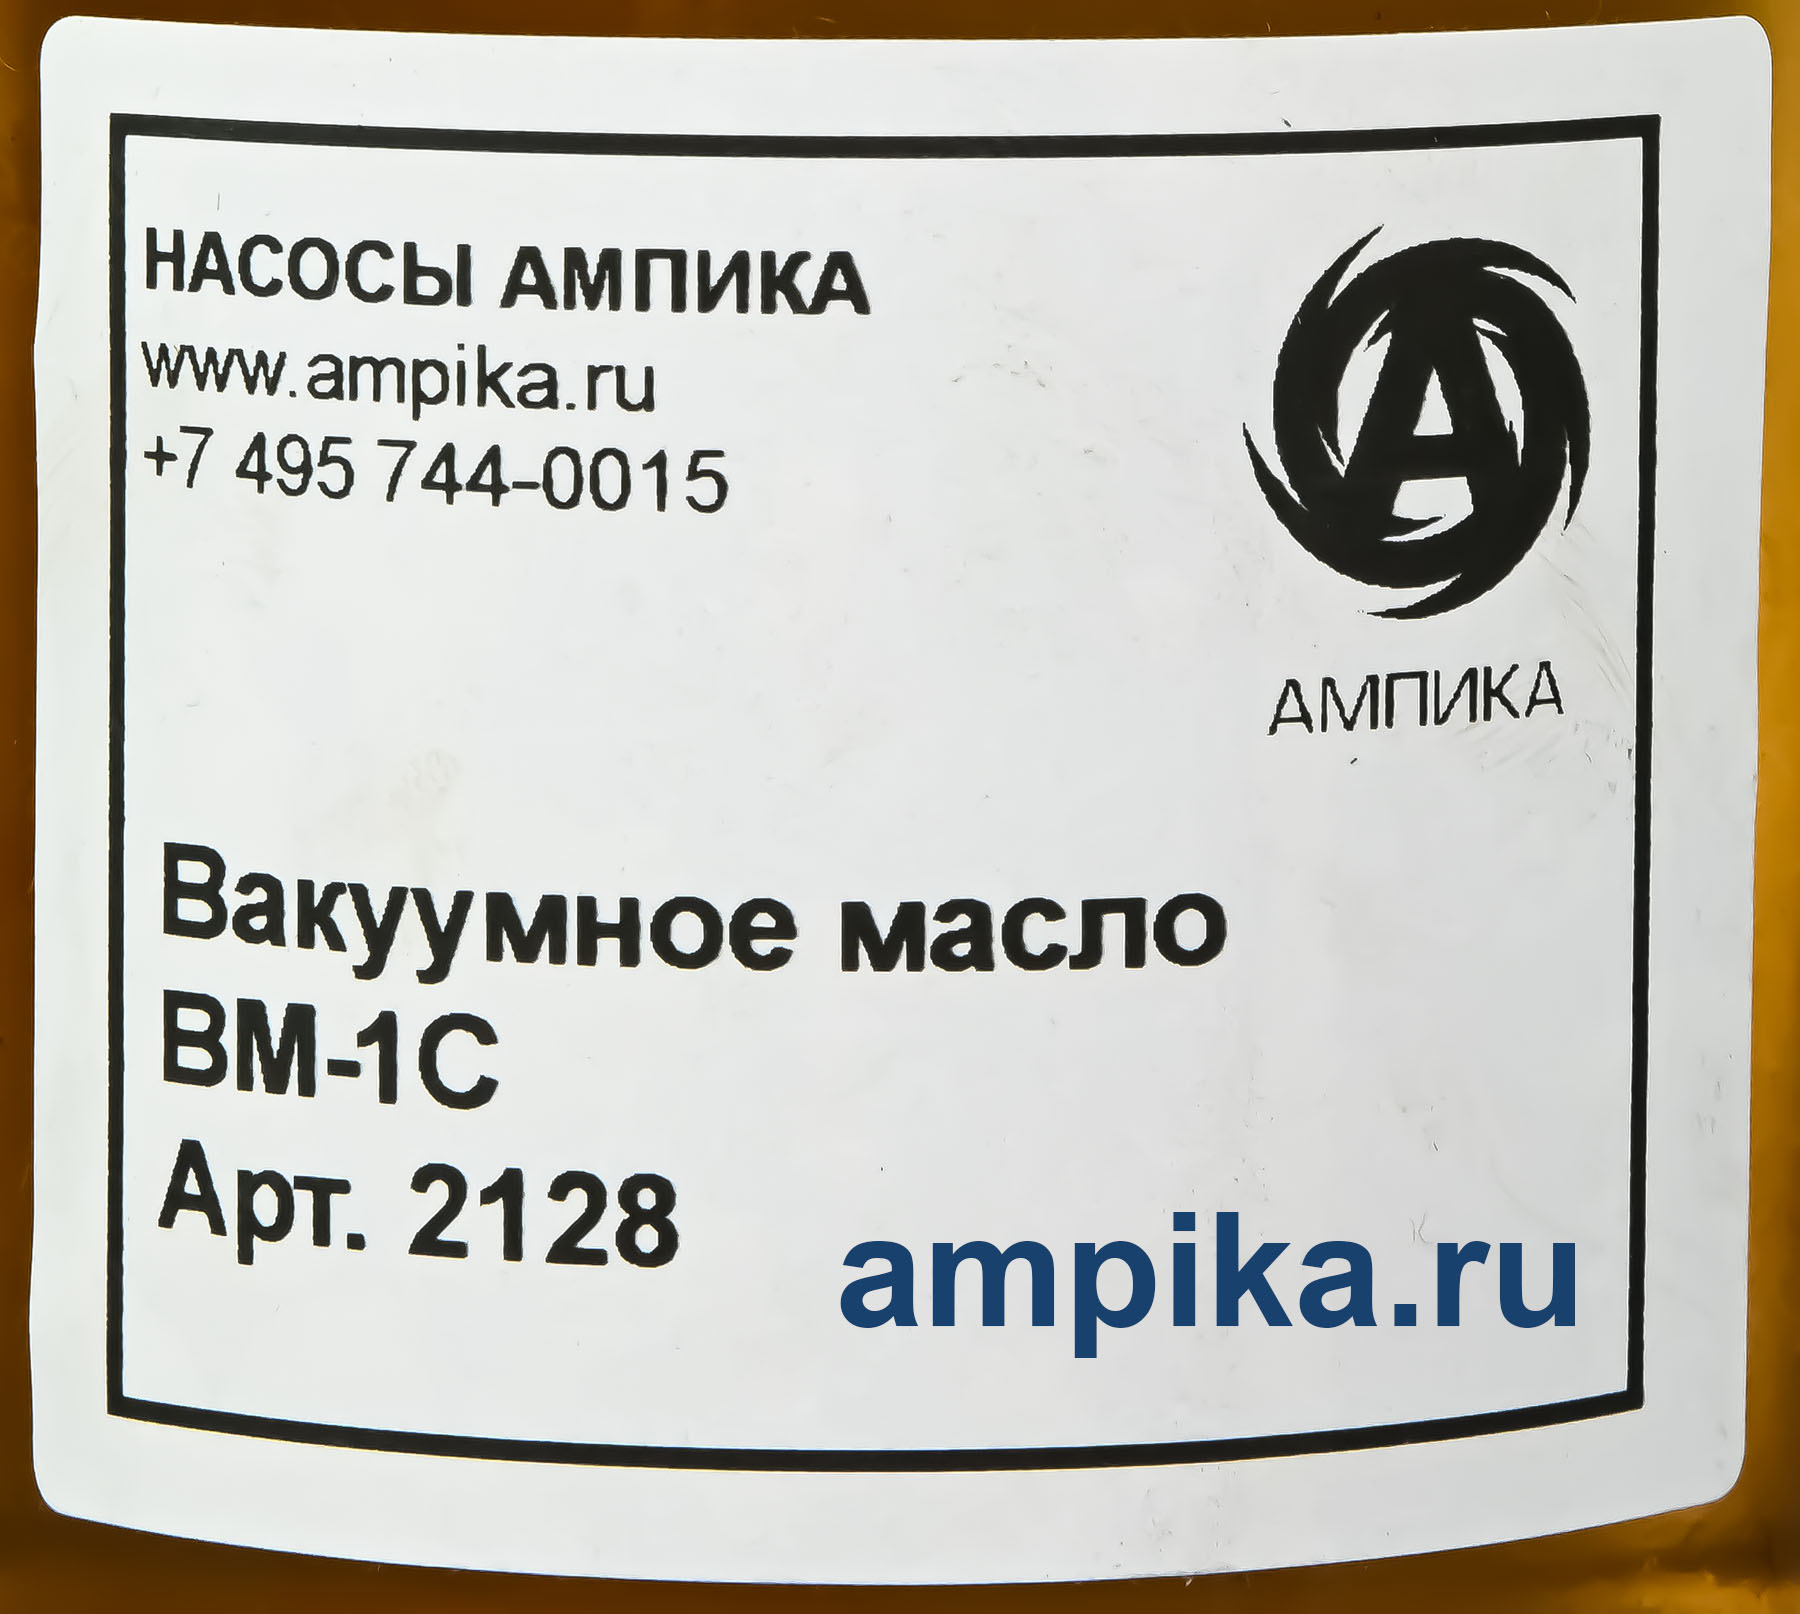 НАСОСЫ АМПИКА
www.ampika.ru
+7 495 744-0015
АМПИКА
Вакуумное масло
ВМ-1С
Арт. 2128
ampika.ru